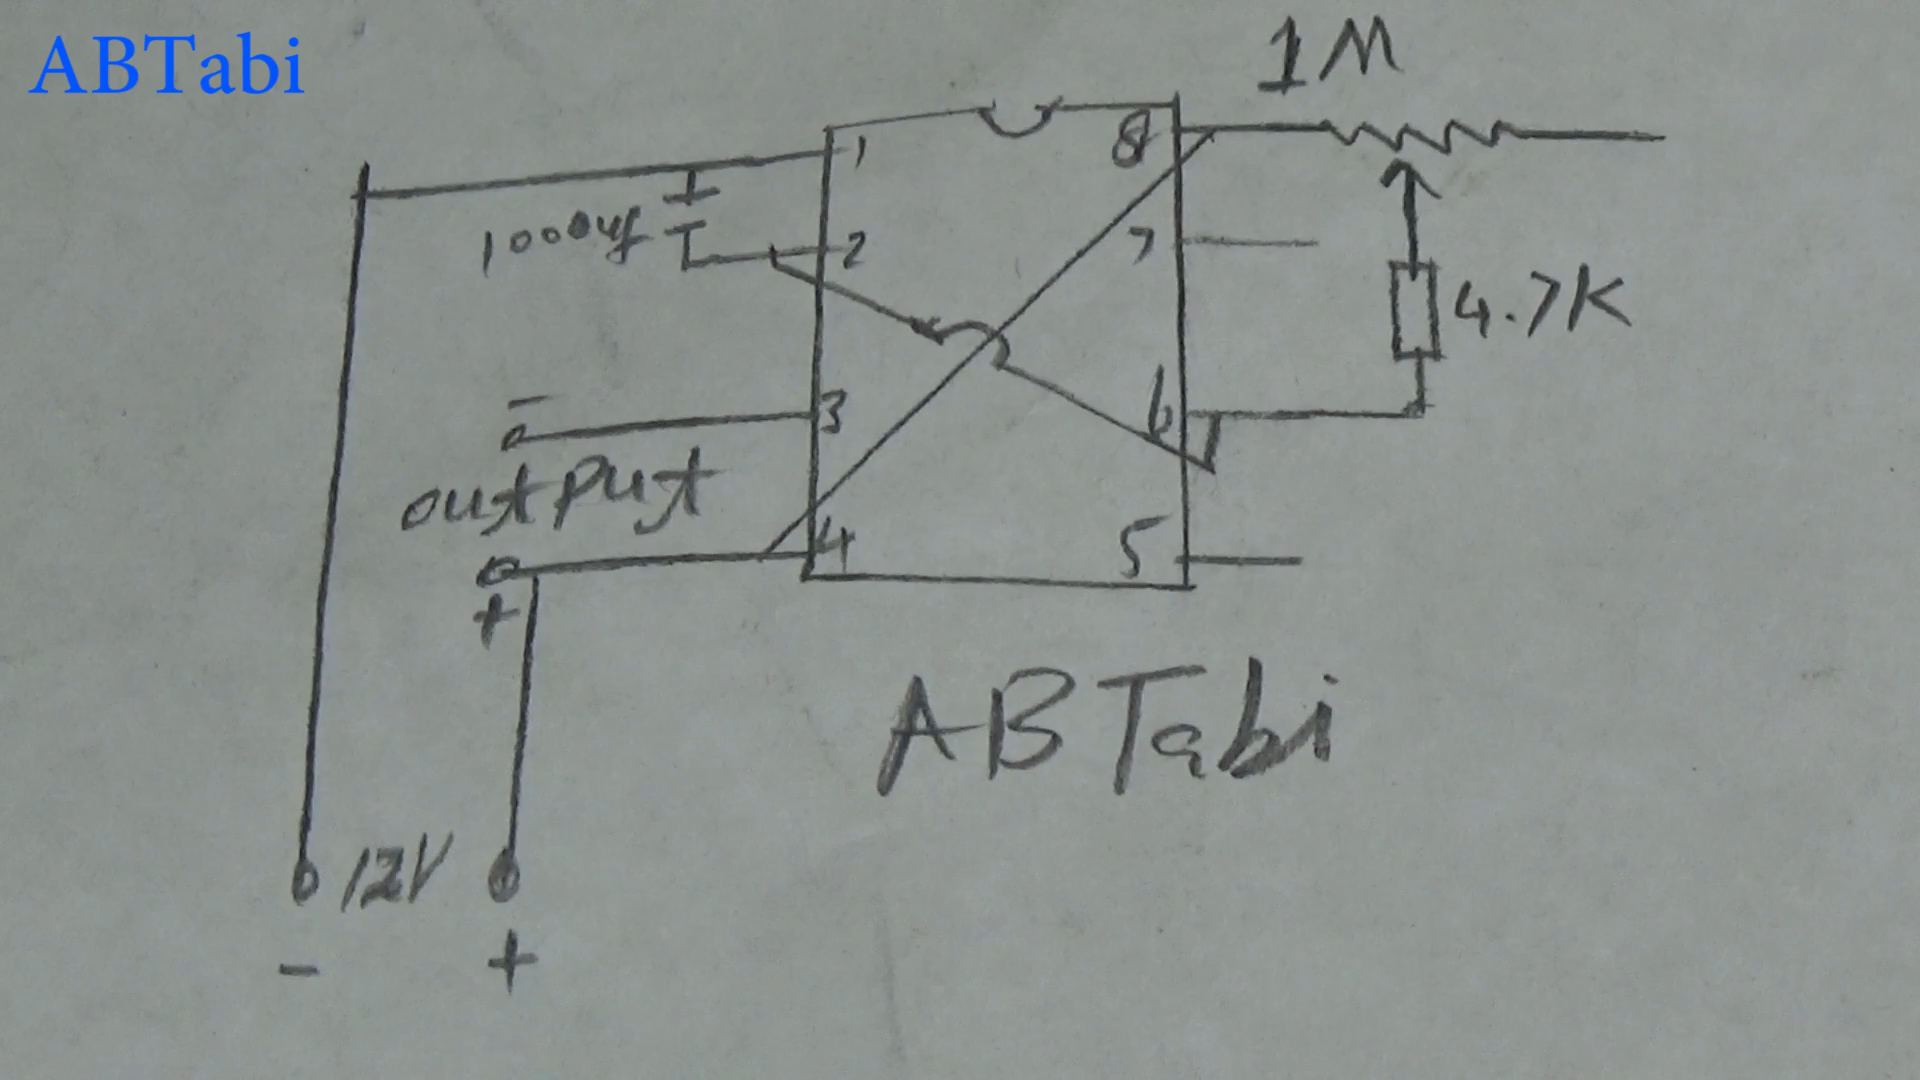 ABTabi
1M
1 8
1000uf
2 7
4.7K
-
3 6
output
4 5
+
ABTabi
12V
- +